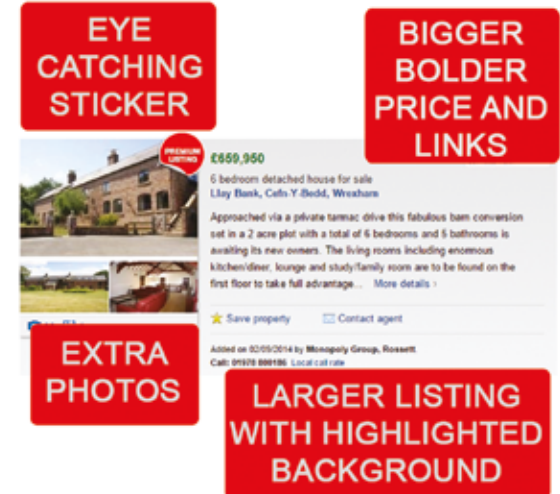 EYE
CATCHING
STICKER
BIGGER
BOLDER
PRICE AND
LINKS
PREMIUM
LISTING
£659,950
6 bedroom detached house for sale
Llay Bank, Cefn-Y-Bedd, Wrexham
Approached via a private tarmac drive this fabulous barn conversion
set in a 2 acre plot with a total of 6 bedrooms and 5 bathrooms is
awaiting its new owners. The living rooms including enormous
kitchen/diner, lounge and study/family room are to be found on the
first floor to take full advantage... More details ›
Save property Contact agent
Added on 02/09/2014 by Monopoly Group, Rossett.
Call: 01978 800186 Local call rate
EXTRA
PHOTOS
LARGER LISTING
WITH HIGHLIGHTED
BACKGROUND